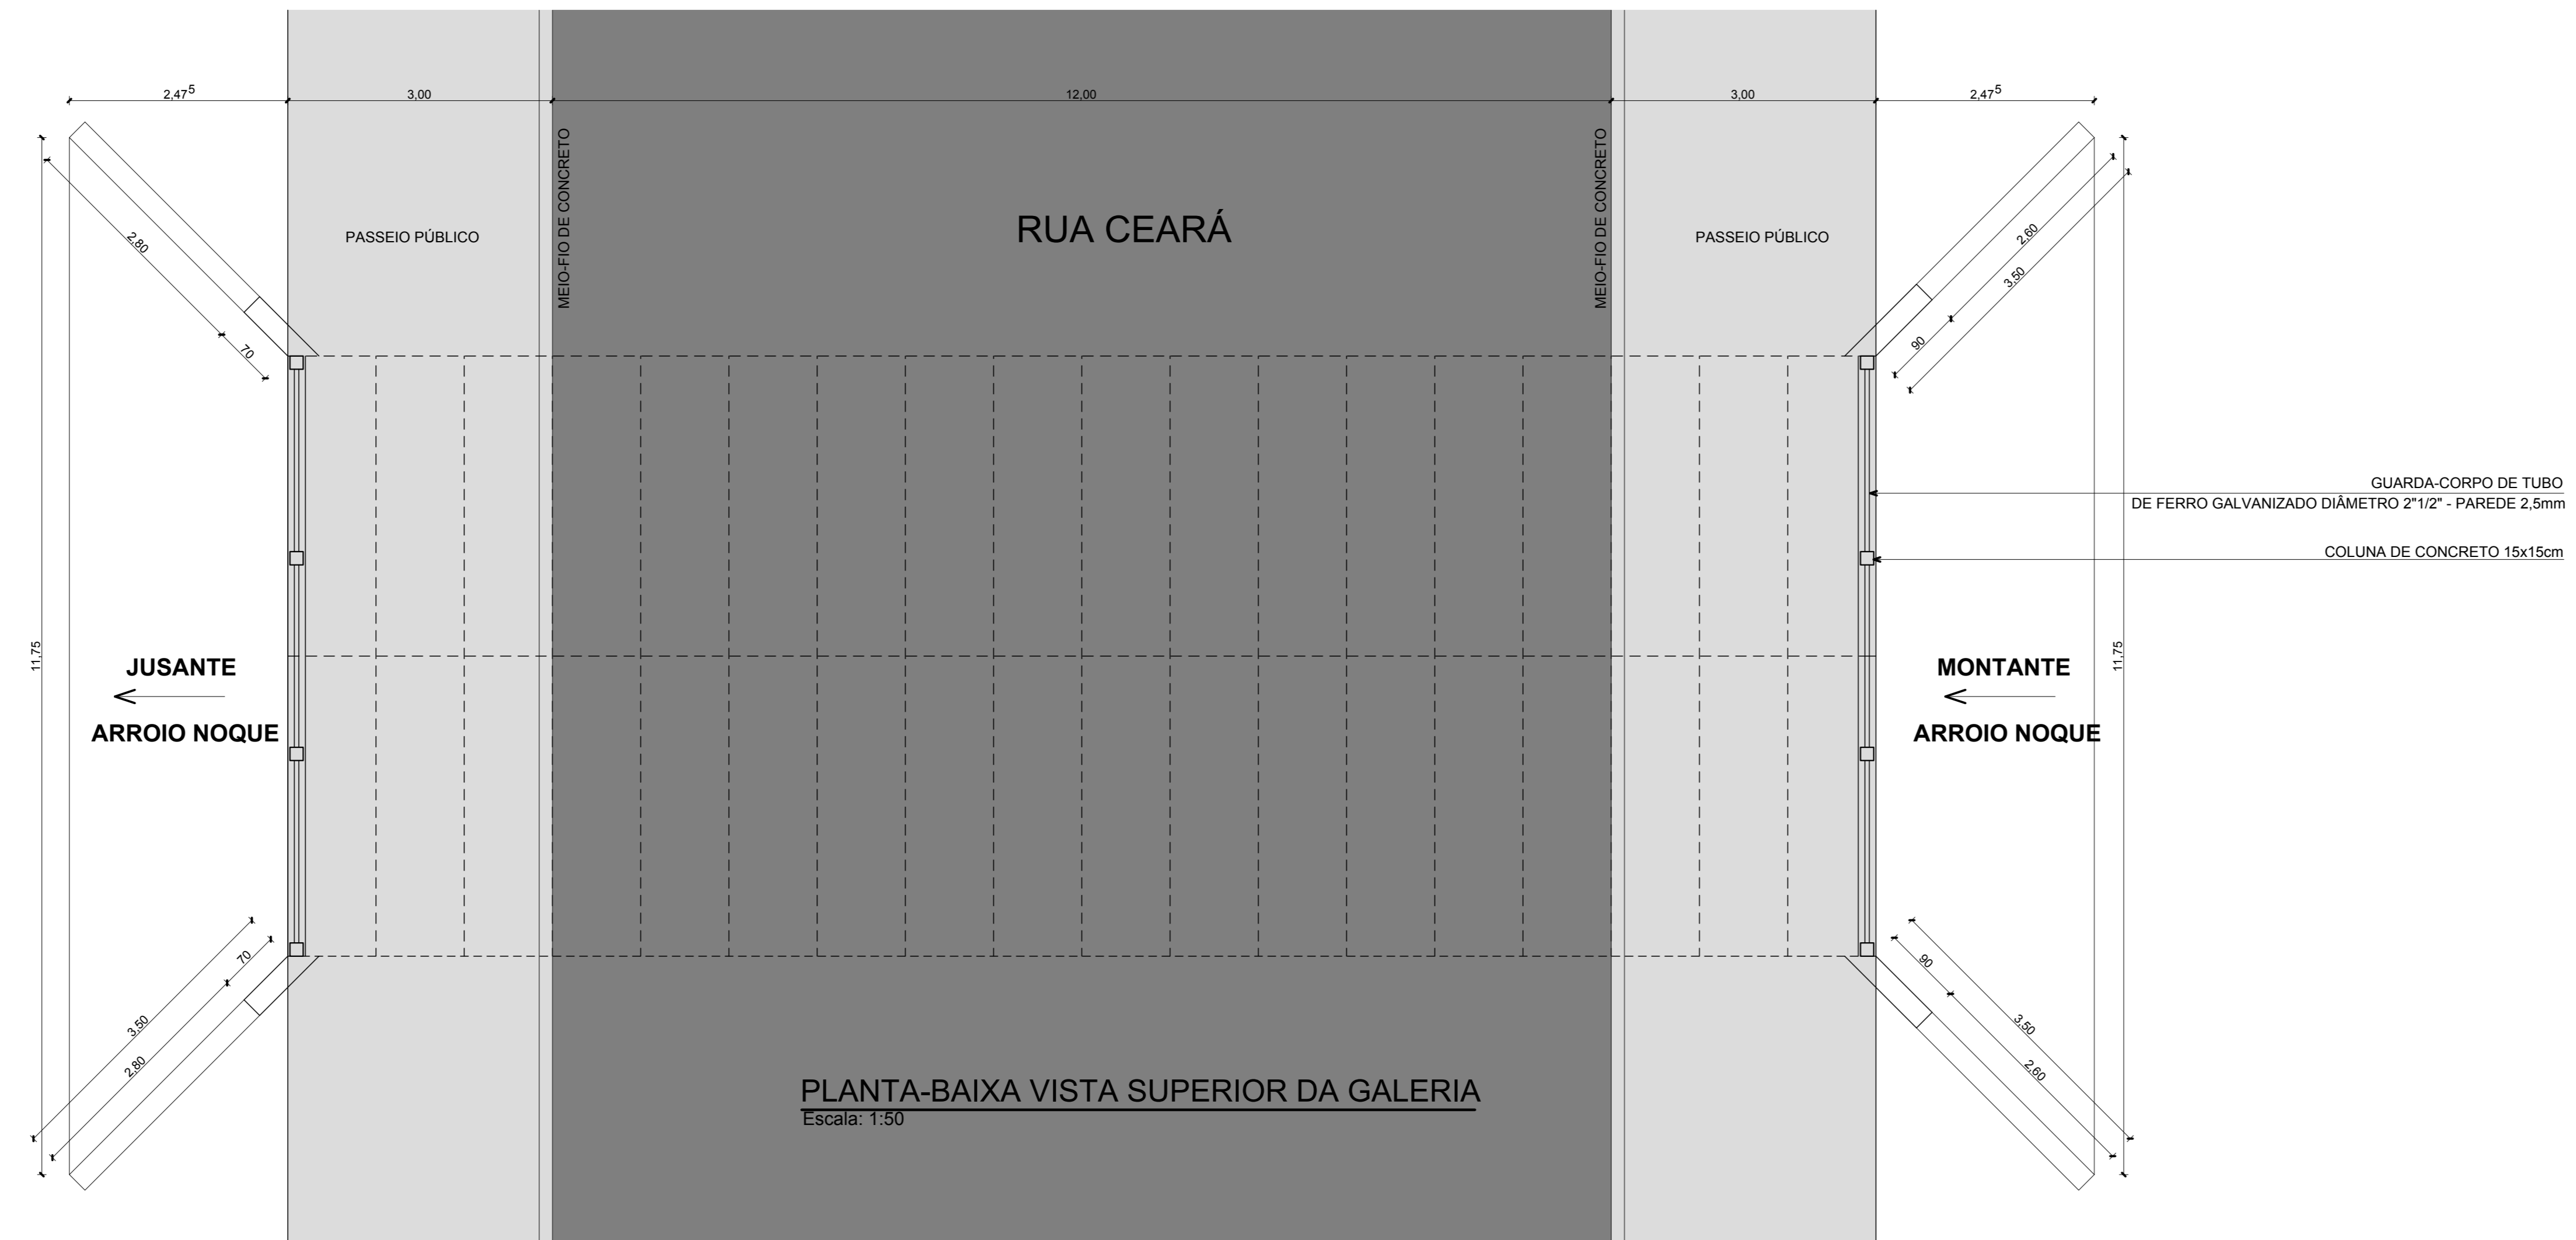 2,47⁵
3,00
12,00
3,00
2,47⁵
MEIO-FIO DE CONCRETO
MEIO-FIO DE CONCRETO
RUA CEARÁ
PASSEIO PÚBLICO
PASSEIO PÚBLICO
2,80
70
2,60
3,50
90
GUARDA-CORPO DE TUBO
DE FERRO GALVANIZADO DIÂMETRO 2"1/2" - PAREDE 2,5mm
COLUNA DE CONCRETO 15x15cm
11,75
JUSANTE
ARROIO NOQUE
MONTANTE
ARROIO NOQUE
11,75
70
3,50
2,80
90
3,50
2,60
PLANTA-BAIXA VISTA SUPERIOR DA GALERIA
Escala: 1:50